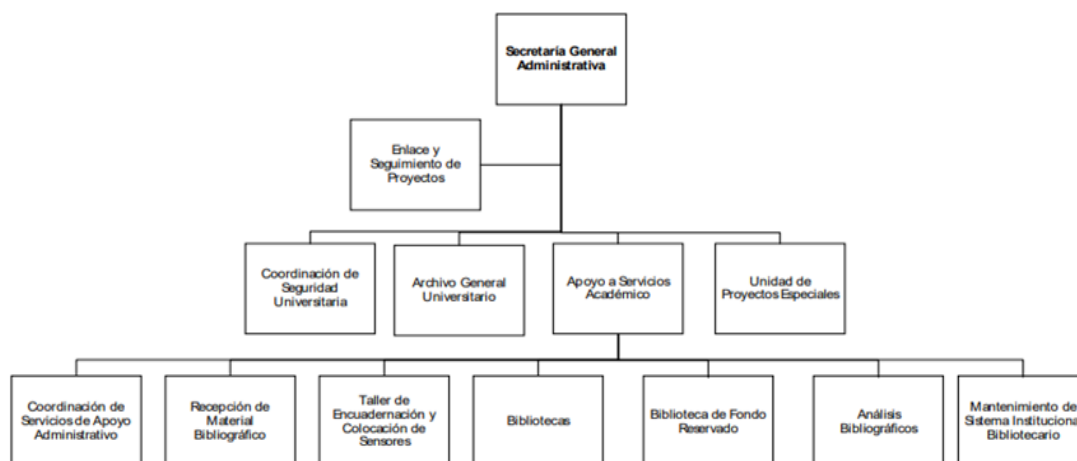 Secretaría General
Administrativa
Enlace y
Seguimiento de
Proyectos
Coordinación de
Seguridad
Universitaria
Archivo General
Universitario
Apoyo a Servicios
Académico
Unidad de
Proyectos Especiales
Coordinación de
Servicios de Apoyo
Administrativo
Recepción de
Material
Bibliográfico
Taller de
Encuadernación y
Colocación de
Sensores
Bibliotecas
Biblioteca de Fondo
Reservado
Análisis
Bibliográficos
Mantenimiento de
Sistema Instituciona
Bibliotecario